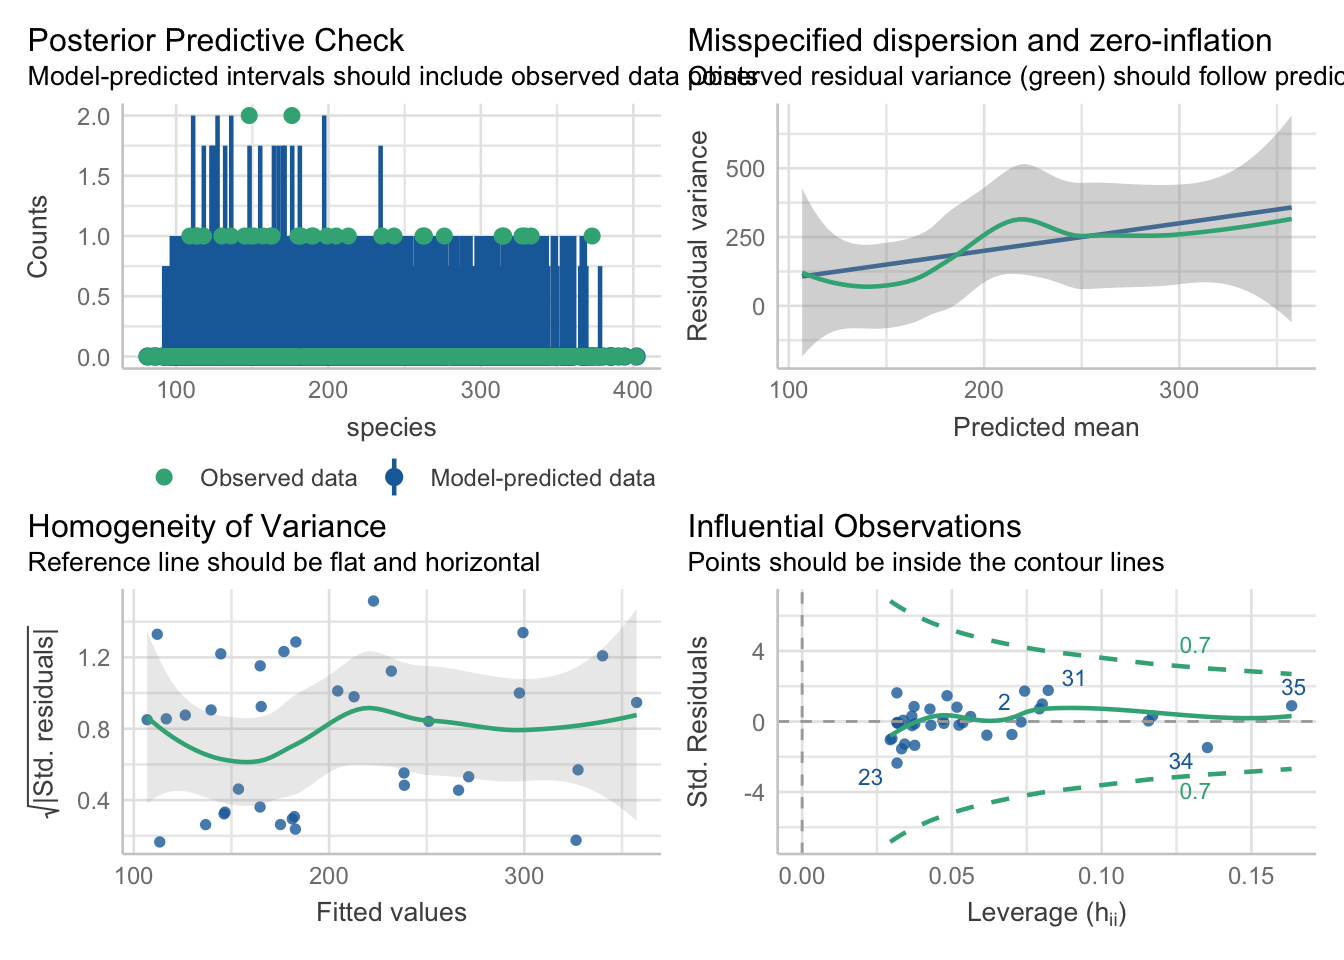 Posterior Predictive Check
Model-predicted intervals should include observed data points
2.0
1.5
1.0
0.5
0.0
Counts
100 200 300 400
species
Observed data Model-predicted data
Misspecified dispersion and zero-inflation
Observed residual variance (green) should follow predic
500
250
0
Residual variance
100 200 300
Predicted mean
Homogeneity of Variance
Reference line should be flat and horizontal
1.2
0.8
0.4
√|Std. residuals|
100 200 300
Fitted values
Influential Observations
Points should be inside the contour lines
4
0
-4
Std. Residuals
0.7
31
2
35
34
23
0.7
0.00 0.05 0.10 0.15
Leverage (hᵢᵢ)